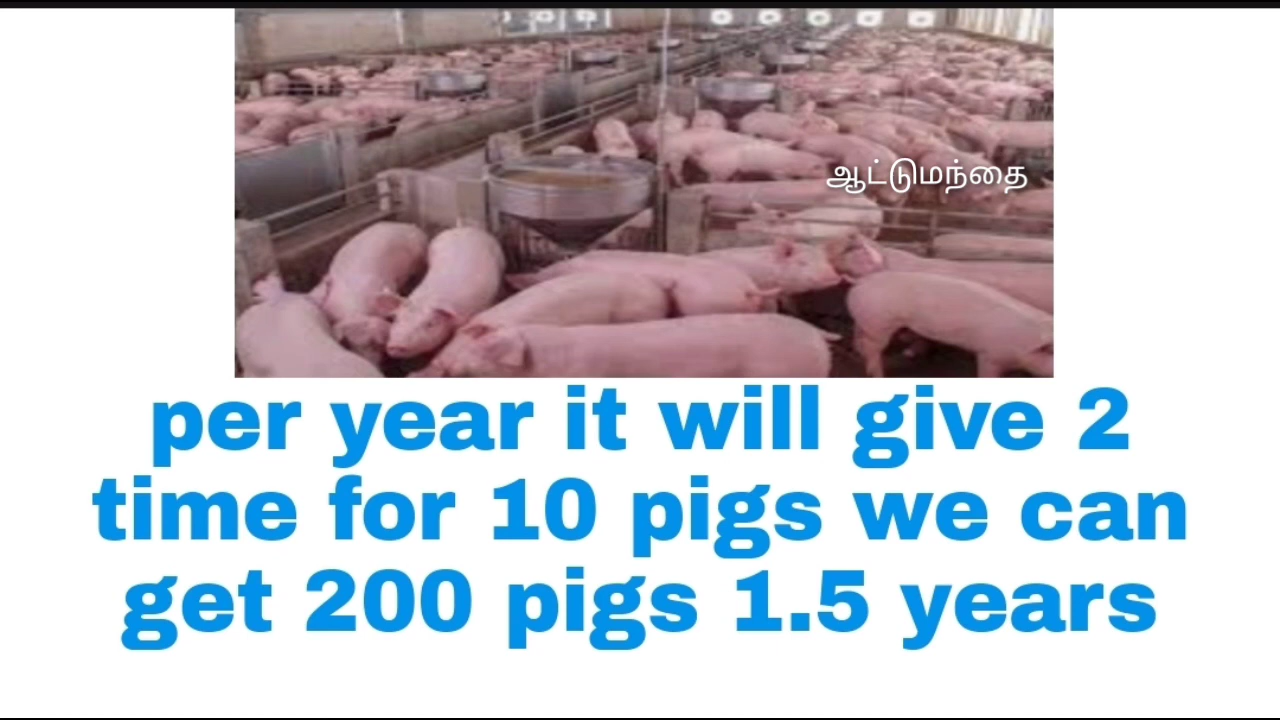 ஆட்டுமந்தை
per year it will give 2
time for 10 pigs we can
get 200 pigs 1.5 years